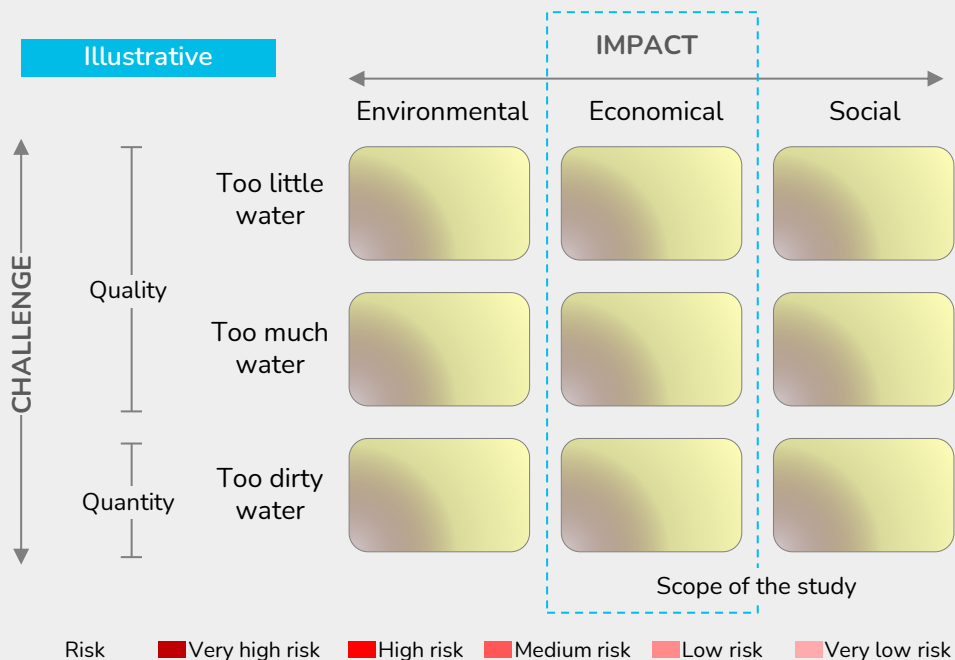 Illustrative
IMPACT
Environmental
Economical
Social
CHALLENGE
Quality
Too little
water
Too much
water
Quantity
Too dirty
water
Scope of the study
Risk
Very high risk
High risk
Medium risk
Low risk
Very low risk